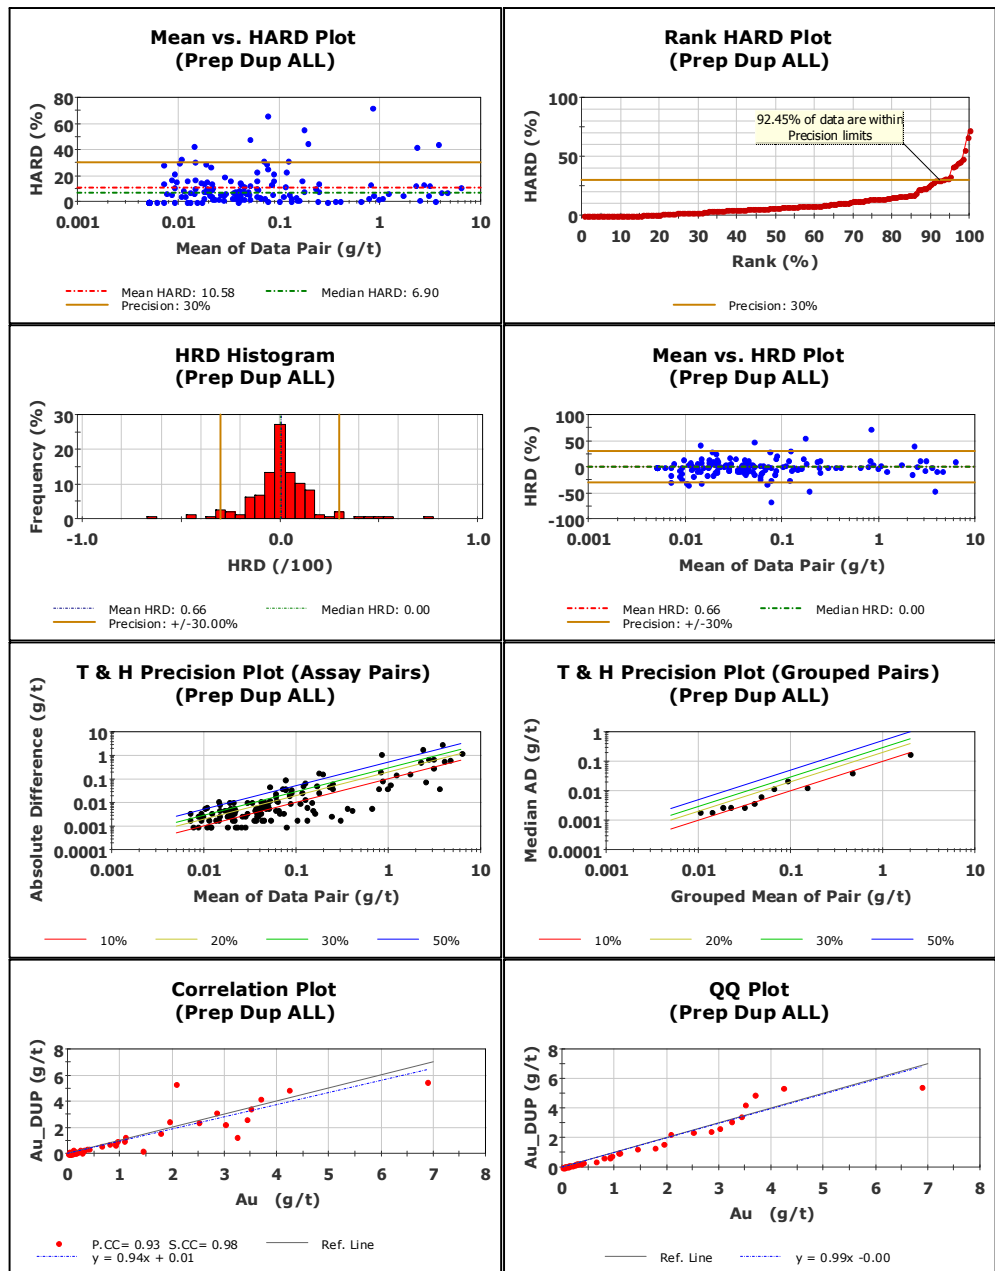 Mean vs. HARD Plot
(Prep Dup ALL)
HARD (%)
80
60
40
20
0
0.001
0.01
0.1
1
10
Mean of Data Pair (g/t)
Mean HARD: 10.58
Median HARD: 6.90
Precision: 30%
Rank HARD Plot
(Prep Dup ALL)
HARD (%)
100
50
0
92.45% of data are within
Precision limits
0
10
20
30
40
50
60
70
80
90
100
Rank (%)
Precision: 30%
HRD Histogram
(Prep Dup ALL)
Frequency (%)
30
20
10
0
-1.0
0.0
1.0
HRD (/100)
Mean HRD: 0.66
Median HRD: 0.00
Precision: +/-30.00%
Mean vs. HRD Plot
(Prep Dup ALL)
HRD (%)
100
50
0
-50
-100
0.001
0.01
0.1
1
10
Mean of Data Pair (g/t)
Mean HRD: 0.66
Median HRD: 0.00
Precision: +/-30%
T & H Precision Plot (Assay Pairs)
(Prep Dup ALL)
Absolute Difference (g/t)
10
1
0.1
0.01
0.001
0.0001
0.001
0.01
0.1
1
10
Mean of Data Pair (g/t)
10%
20%
30%
50%
T & H Precision Plot (Grouped Pairs)
(Prep Dup ALL)
Median AD (g/t)
1
0.1
0.01
0.001
0.0001
0.001
0.01
0.1
1
10
Grouped Mean of Pair (g/t)
10%
20%
30%
50%
Correlation Plot
(Prep Dup ALL)
Au_DUP (g/t)
8
6
4
2
0
0
1
2
3
4
5
6
7
8
Au (g/t)
P.CC= 0.93 S.CC= 0.98
Ref. Line
y = 0.94x + 0.01
QQ Plot
(Prep Dup ALL)
Au_DUP (g/t)
8
6
4
2
0
0
1
2
3
4
5
6
7
8
Au (g/t)
Ref. Line
y = 0.99x -0.00